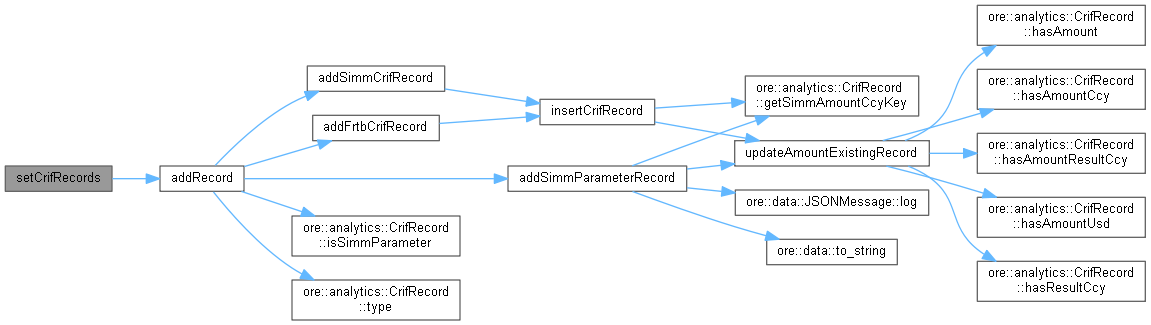 setCrifRecords
addRecord
addSimmCrifRecord
addFrtbCrifRecord
ore::analytics::CrifRecord
::isSimmParameter
ore::analytics::CrifRecord
::type
insertCrifRecord
addSimmParameterRecord
ore::analytics::CrifRecord
::getSimmAmountCcyKey
updateAmountExistingRecord
ore::data::JSONMessage::log
ore::data::to_string
ore::analytics::CrifRecord
::hasAmount
ore::analytics::CrifRecord
::hasAmountCcy
ore::analytics::CrifRecord
::hasAmountResultCcy
ore::analytics::CrifRecord
::hasAmountUsd
ore::analytics::CrifRecord
::hasResultCcy